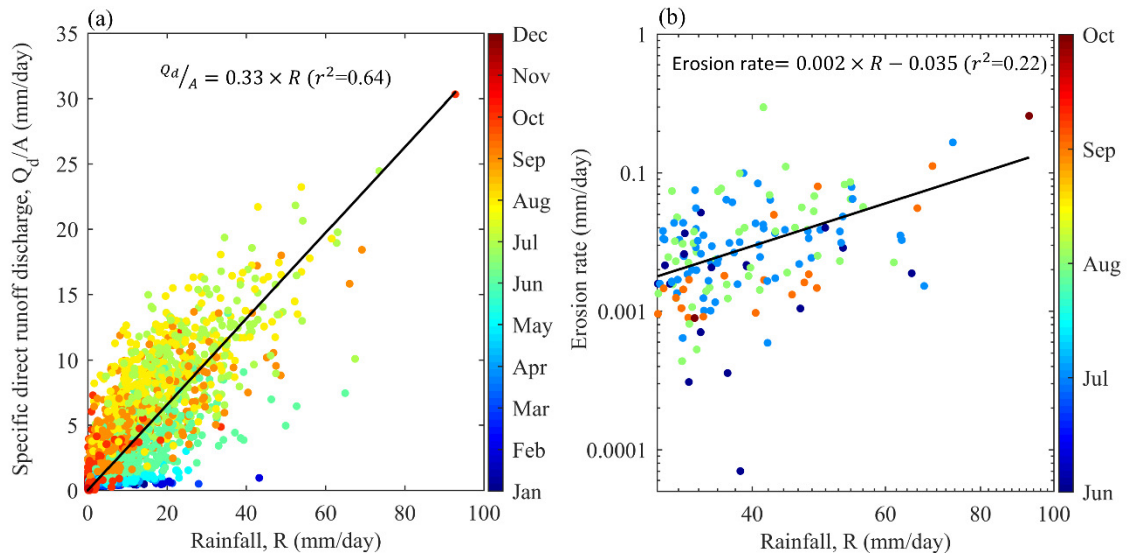 (a)
Specific direct runoff discharge, Q_d/A (mm/day)
35
30
25
20
15
10
5
0
Q_d/A = 0.33 × R (r²=0.64)
0 20 40 60 80 100
Rainfall, R (mm/day)
Dec
Nov
Oct
Sep
Aug
Jul
Jun
May
Apr
Mar
Feb
Jan
(b)
Erosion rate (mm/day)
1
0.1
0.001
0.0001
Erosion rate= 0.002 × R − 0.035 (r²=0.22)
40 60 80 100
Rainfall, R (mm/day)
Oct
Sep
Aug
Jul
Jun